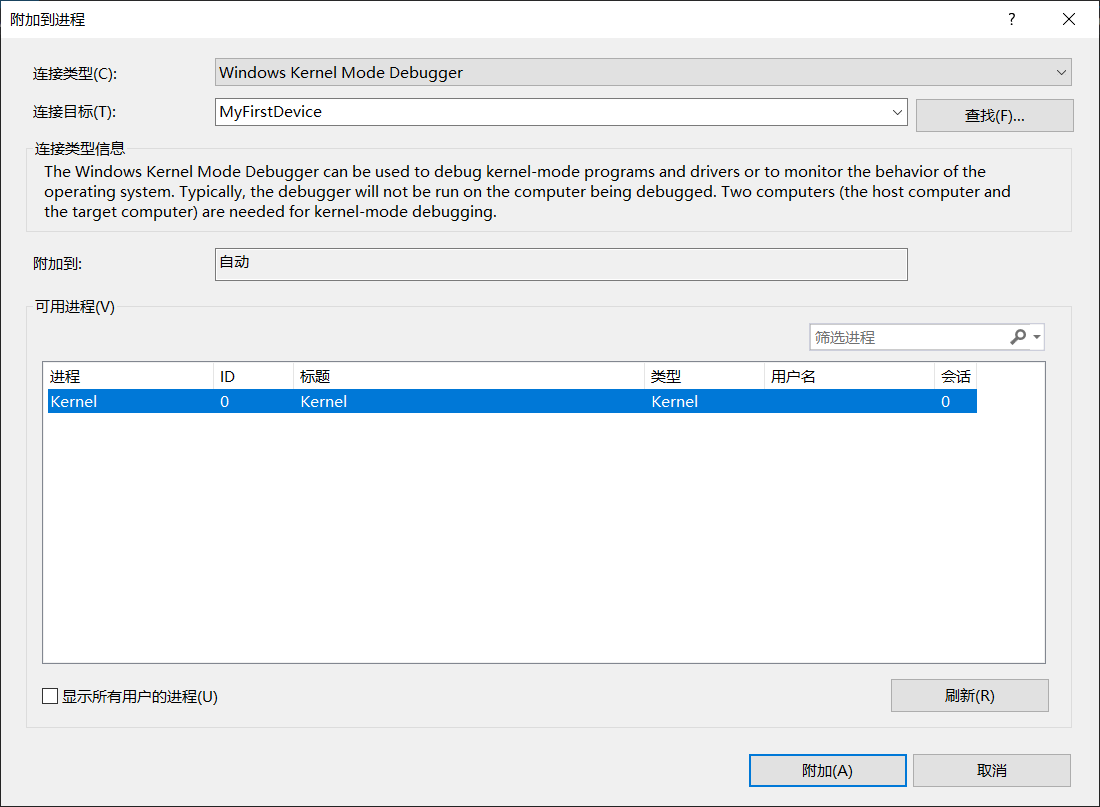 附加到进程
?
连接类型(C):
Windows Kernel Mode Debugger
连接目标(T):
MyFirstDevice
查找(F)...
连接类型信息
The Windows Kernel Mode Debugger can be used to debug kernel-mode programs and drivers or to monitor the behavior of the
operating system. Typically, the debugger will not be run on the computer being debugged. Two computers (the host computer and
the target computer) are needed for kernel-mode debugging.
附加到:
自动
可用进程(V)
筛选进程
进程 ID 标题 类型 用户名 会话
Kernel 0 Kernel Kernel 0
显示所有用户的进程(U)
刷新(R)
附加(A)
取消